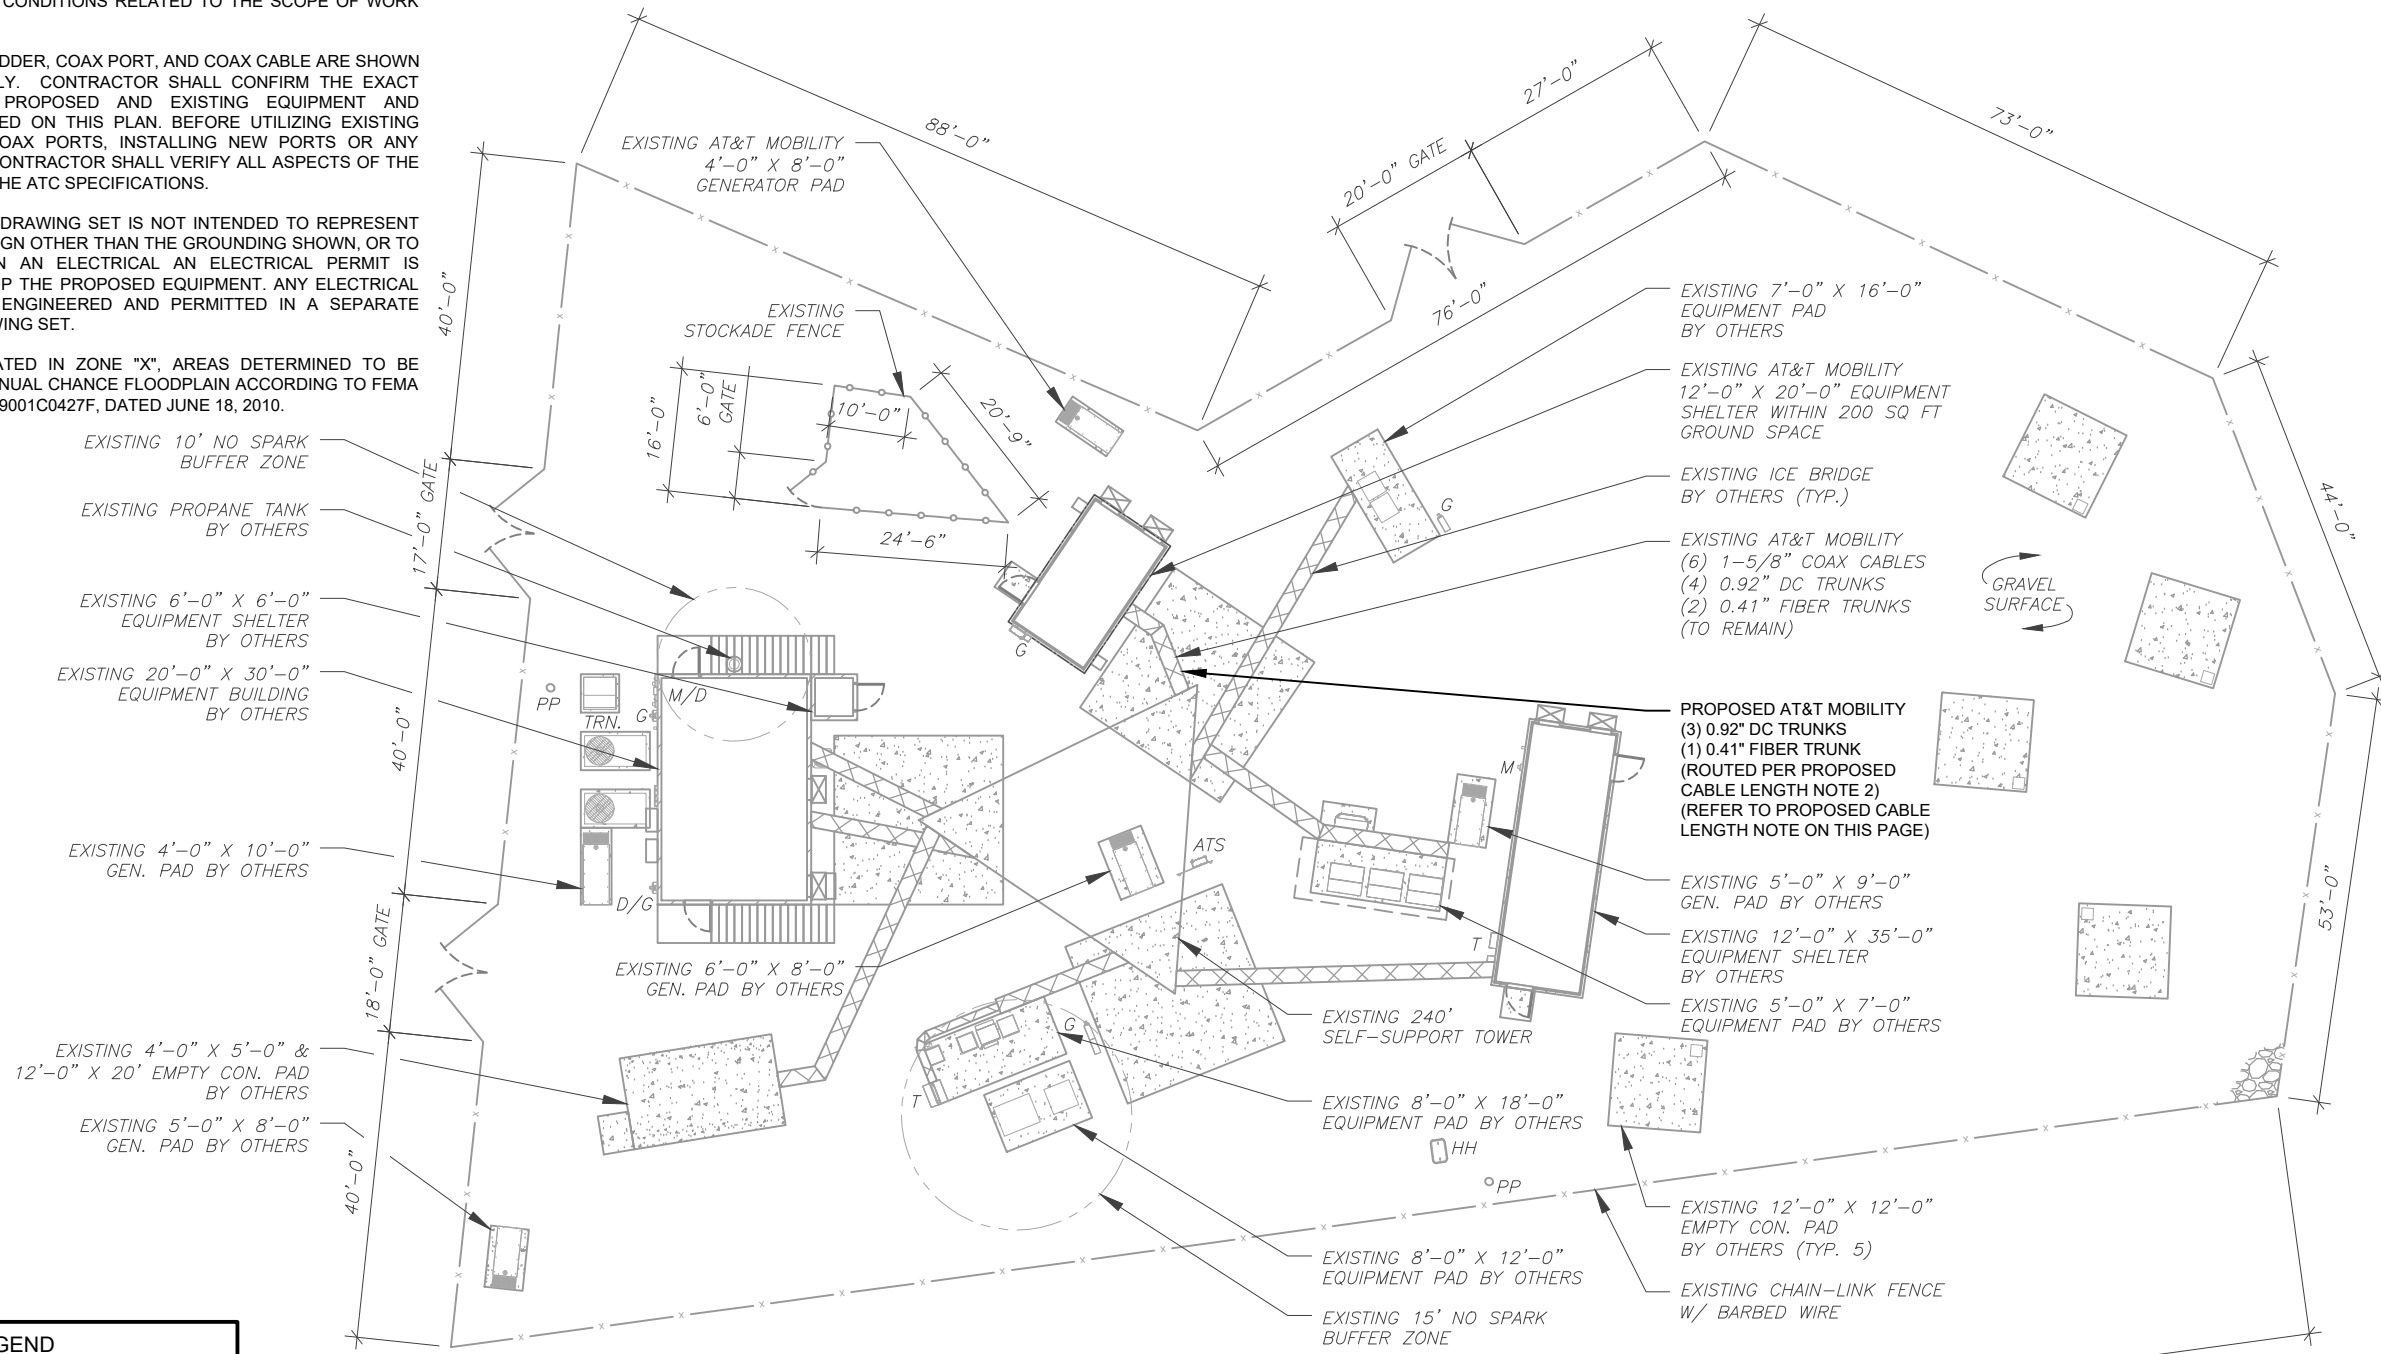 CONDITIONS RELATED TO THE SCOPE OF WORK
DDER, COAX PORT, AND COAX CABLE ARE SHOWN
LY. CONTRACTOR SHALL CONFIRM THE EXACT
PROPOSED AND EXISTING EQUIPMENT AND
ED ON THIS PLAN. BEFORE UTILIZING EXISTING
OAX PORTS, INSTALLING NEW PORTS OR ANY
ONTRACTOR SHALL VERIFY ALL ASPECTS OF THE
HE ATC SPECIFICATIONS.
DRAWING SET IS NOT INTENDED TO REPRESENT
IGN OTHER THAN THE GROUNDING SHOWN, OR TO
N AN ELECTRICAL AN ELECTRICAL PERMIT IS
UP THE PROPOSED EQUIPMENT. ANY ELECTRICAL
ENGINEERED AND PERMITTED IN A SEPARATE
WING SET.
ATED IN ZONE "X", AREAS DETERMINED TO BE
NUAL CHANCE FLOODPLAIN ACCORDING TO FEMA
9001C0427F, DATED JUNE 18, 2010.
EXISTING 10' NO SPARK
BUFFER ZONE
EXISTING PROPANE TANK
BY OTHERS
EXISTING 6'-0" X 6'-0"
EQUIPMENT SHELTER
BY OTHERS
EXISTING 20'-0" X 30'-0"
EQUIPMENT BUILDING
BY OTHERS
EXISTING 4'-0" X 10'-0"
GEN. PAD BY OTHERS
EXISTING 4'-0" X 5'-0" &
12'-0" X 20' EMPTY CON. PAD
BY OTHERS
EXISTING 5'-0" X 8'-0"
GEN. PAD BY OTHERS
GEND
40'-0"
17'-0" GATE
40'-0"
18'-0" GATE
40'-0"
88'-0"
EXISTING AT&T MOBILITY
4'-0" X 8'-0"
GENERATOR PAD
EXISTING
STOCKADE FENCE
16'-0"
6'-0"
GATE
10'-0"
20'-9"
24'-6"
20'-0" GATE
27'-0"
76'-0"
73'-0"
44'-0"
53'-0"
PP
TRN.
G
M/D
D/G
G
G
ATS
M
T
G
T
HH
PP
GRAVEL
SURFACE
EXISTING 6'-0" X 8'-0"
GEN. PAD BY OTHERS
EXISTING 240'
SELF-SUPPORT TOWER
EXISTING 8'-0" X 18'-0"
EQUIPMENT PAD BY OTHERS
EXISTING 8'-0" X 12'-0"
EQUIPMENT PAD BY OTHERS
EXISTING 15' NO SPARK
BUFFER ZONE
EXISTING 7'-0" X 16'-0"
EQUIPMENT PAD
BY OTHERS
EXISTING AT&T MOBILITY
12'-0" X 20'-0" EQUIPMENT
SHELTER WITHIN 200 SQ FT
GROUND SPACE
EXISTING ICE BRIDGE
BY OTHERS (TYP.)
EXISTING AT&T MOBILITY
(6) 1-5/8" COAX CABLES
(4) 0.92" DC TRUNKS
(2) 0.41" FIBER TRUNKS
(TO REMAIN)
PROPOSED AT&T MOBILITY
(3) 0.92" DC TRUNKS
(1) 0.41" FIBER TRUNK
(ROUTED PER PROPOSED
CABLE LENGTH NOTE 2)
(REFER TO PROPOSED CABLE
LENGTH NOTE ON THIS PAGE)
EXISTING 5'-0" X 9'-0"
GEN. PAD BY OTHERS
EXISTING 12'-0" X 35'-0"
EQUIPMENT SHELTER
BY OTHERS
EXISTING 5'-0" X 7'-0"
EQUIPMENT PAD BY OTHERS
EXISTING 12'-0" X 12'-0"
EMPTY CON. PAD
BY OTHERS (TYP. 5)
EXISTING CHAIN-LINK FENCE
W/ BARBED WIRE